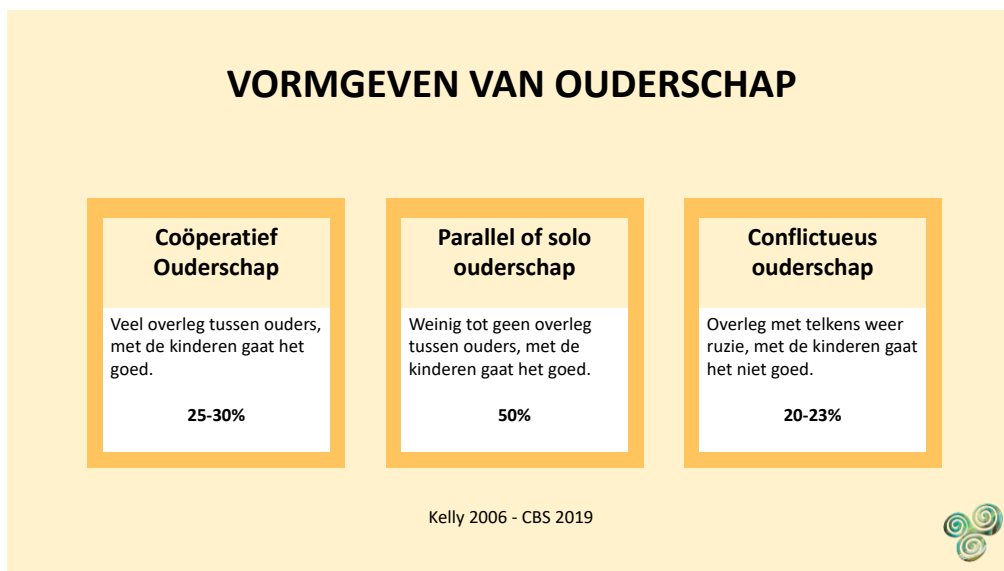 VORMGEVEN VAN OUDERSCHAP
Coöperatief
Ouderschap
Veel overleg tussen ouders,
met de kinderen gaat het
goed.
25-30%
Parallel of solo
ouderschap
Weinig tot geen overleg
tussen ouders, met de
kinderen gaat het goed.
50%
Conflictueus
ouderschap
Overleg met telkens weer
ruzie, met de kinderen gaat
het niet goed.
20-23%
Kelly 2006 - CBS 2019